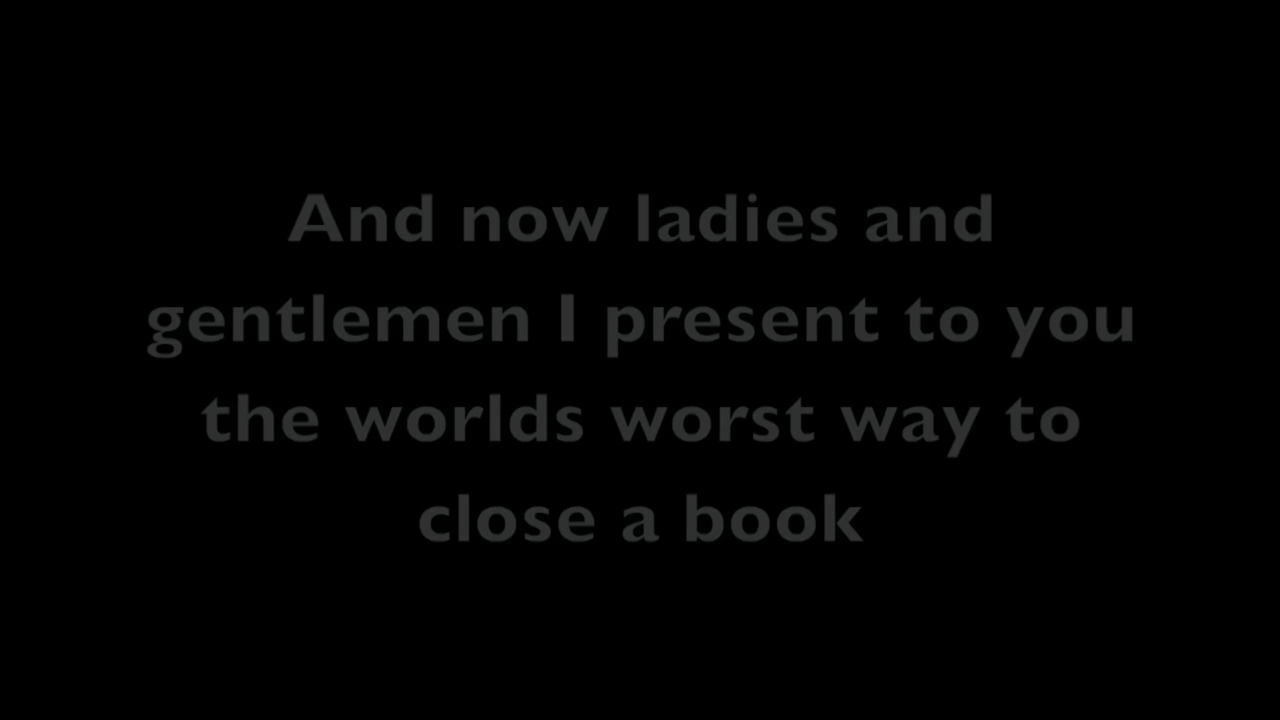 And now ladies and
gentlemen I present to you
the worlds worst way to
close a book